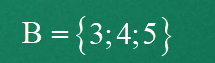 B = {3; 4; 5}